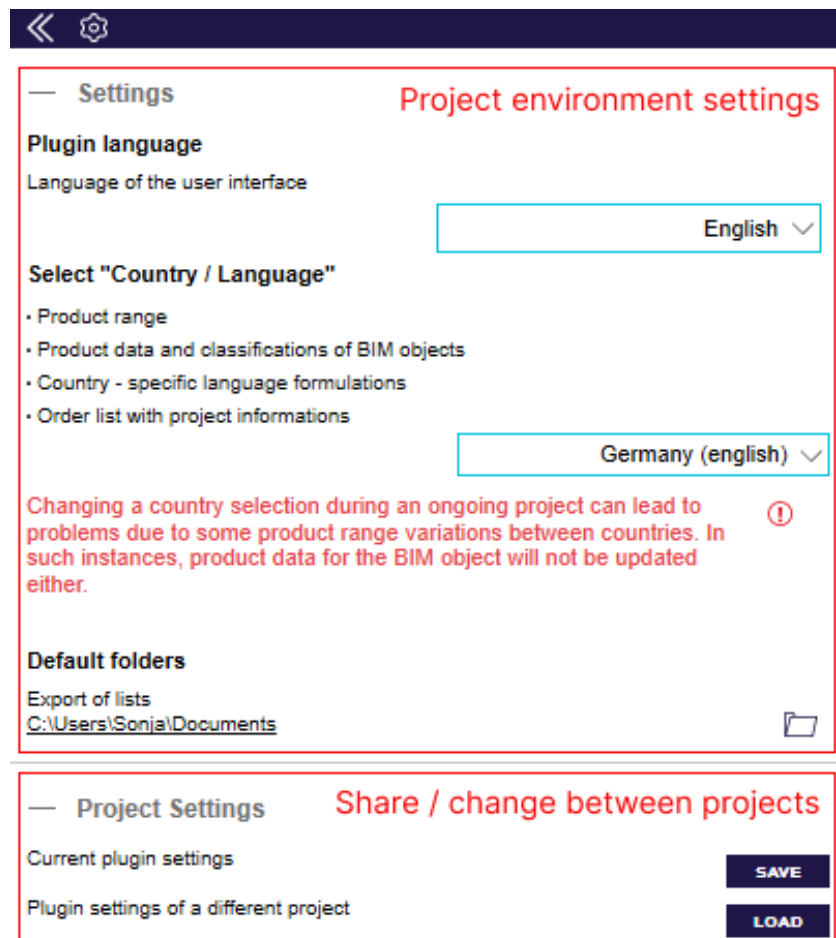 — Settings
Project environment settings
Plugin language
Language of the user interface
English
Select "Country / Language"
· Product range
· Product data and classifications of BIM objects
· Country - specific language formulations
· Order list with project informations
Germany (english)
Changing a country selection during an ongoing project can lead to
problems due to some product range variations between countries. In
such instances, product data for the BIM object will not be updated
either.
Default folders
Export of lists
C:\Users\Sonja\Documents
— Project Settings
Share / change between projects
Current plugin settings
SAVE
Plugin settings of a different project
LOAD